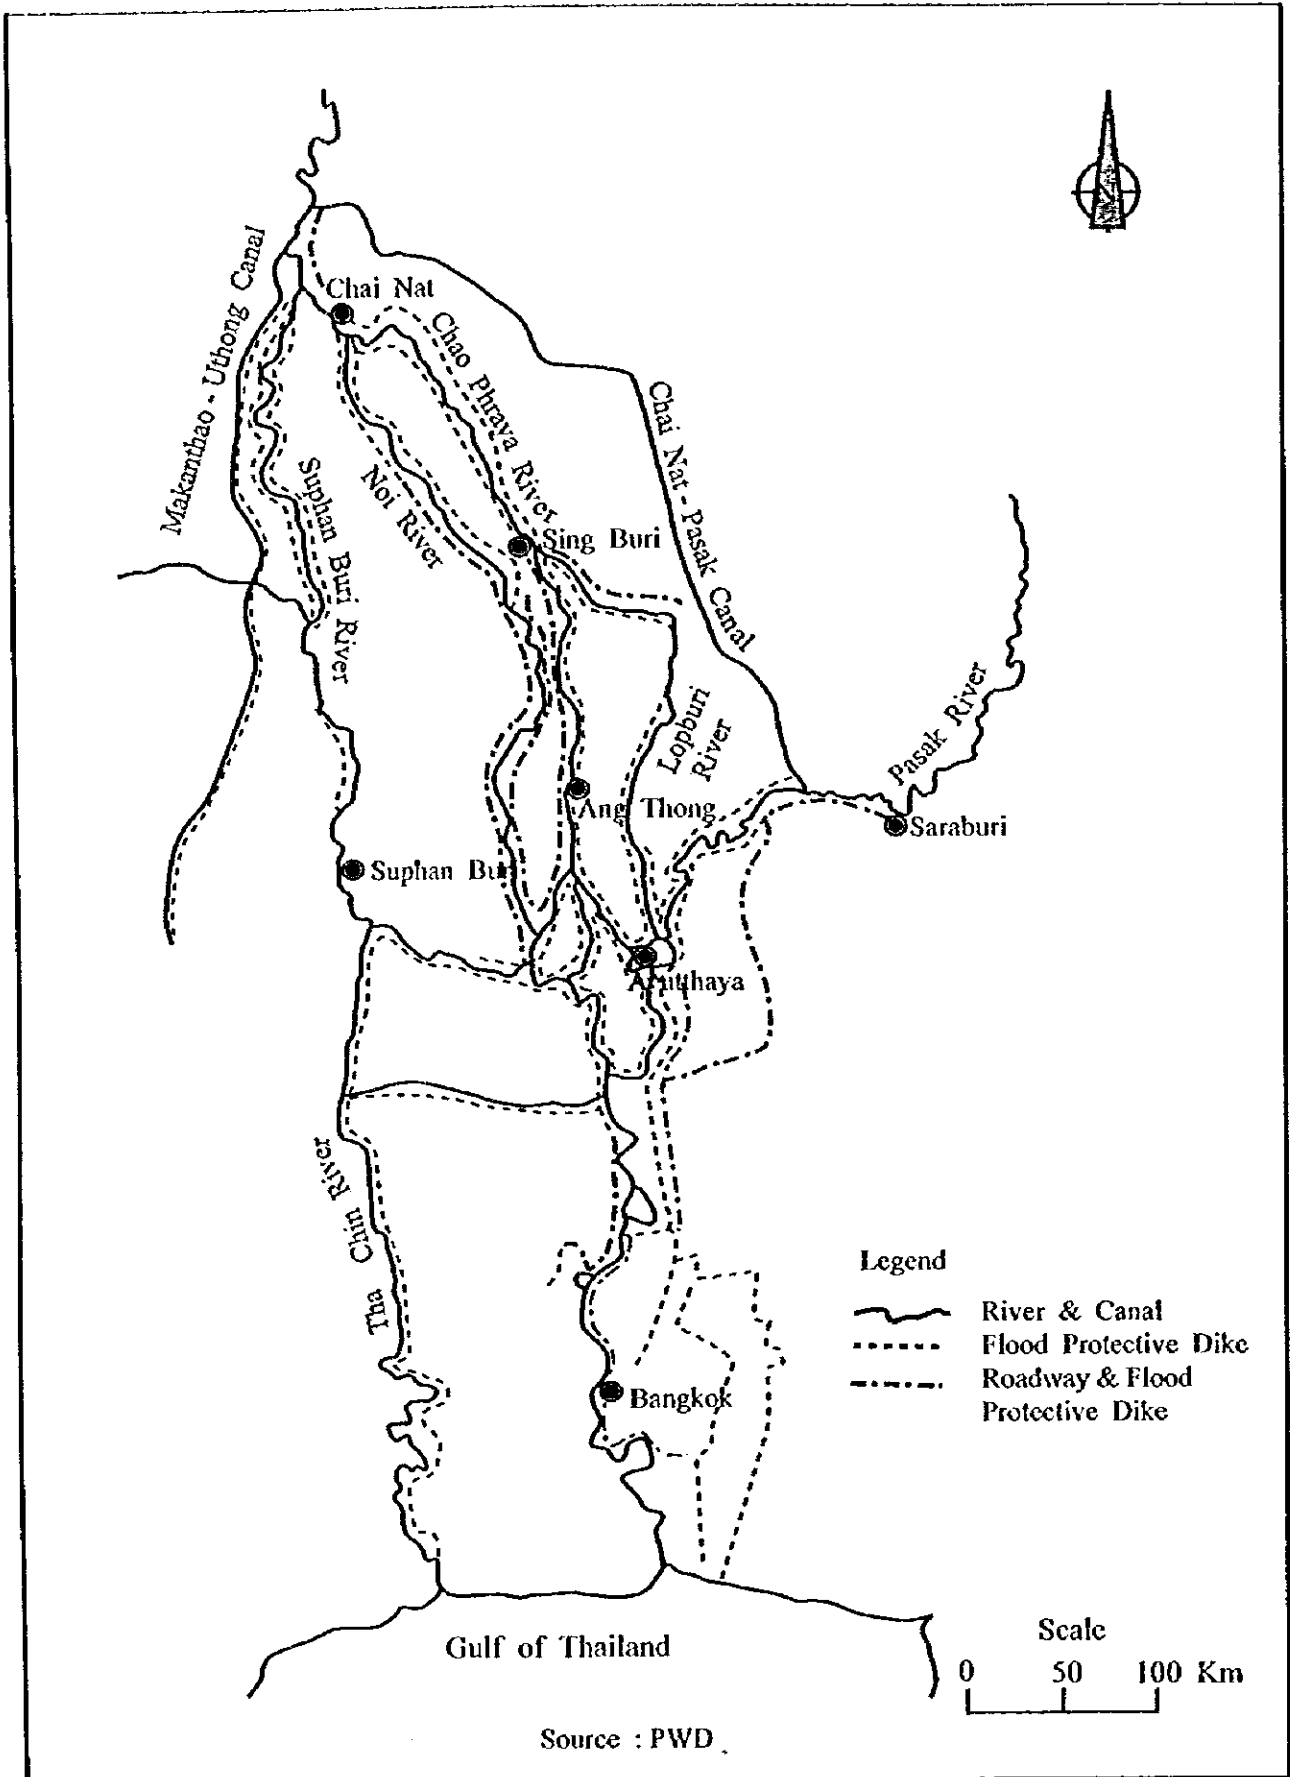 N
Makanthao - Uthong Canal
Chai Nat
Chao Phraya River
Chai Nat - Pasak Canal
Suphan Buri River
Noi River
Sing Buri
Lopburi
River
Pasak River
Ang Thong
Saraburi
Suphan Buri
Ayutthaya
Tha Chin River
Legend
River & Canal
Flood Protective Dike
Roadway & Flood
Protective Dike
Bangkok
Gulf of Thailand
Scale
0 50 100 Km
Source : PWD